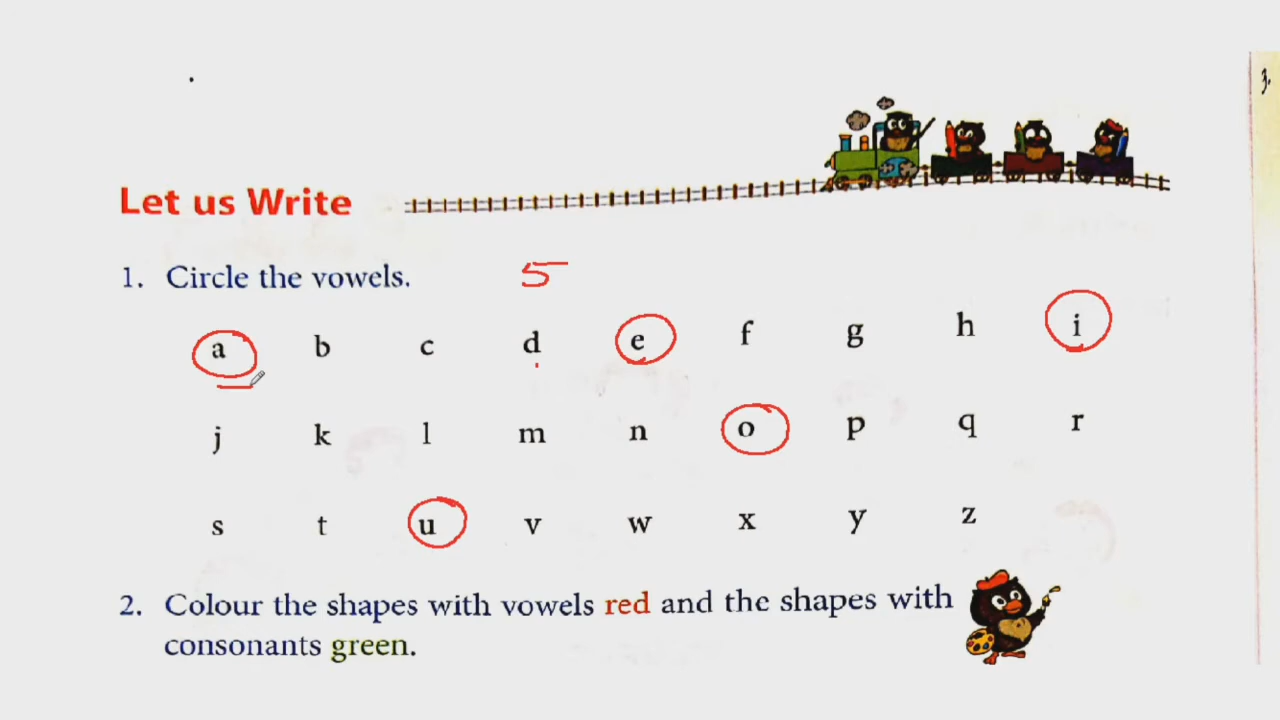 3.
Let us Write
1. Circle the vowels. 5
a b c d e f g h i
j k l m n o p q r
s t u v w x y z
2. Colour the shapes with vowels red and the shapes with
consonants green.